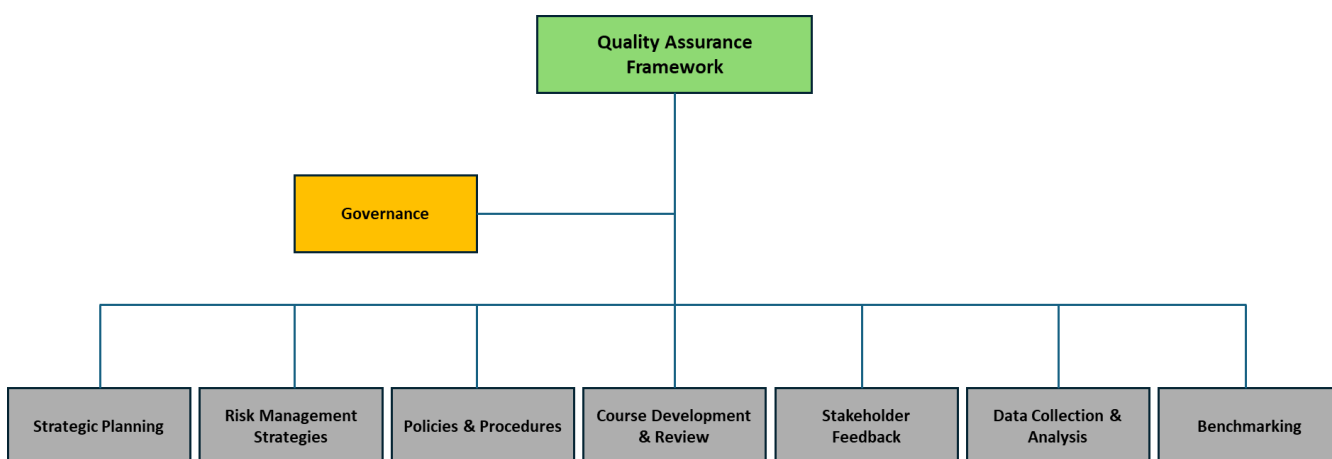 Quality Assurance
Framework
Governance
Strategic Planning
Risk Management
Strategies
Policies & Procedures
Course Development
& Review
Stakeholder
Feedback
Data Collection &
Analysis
Benchmarking